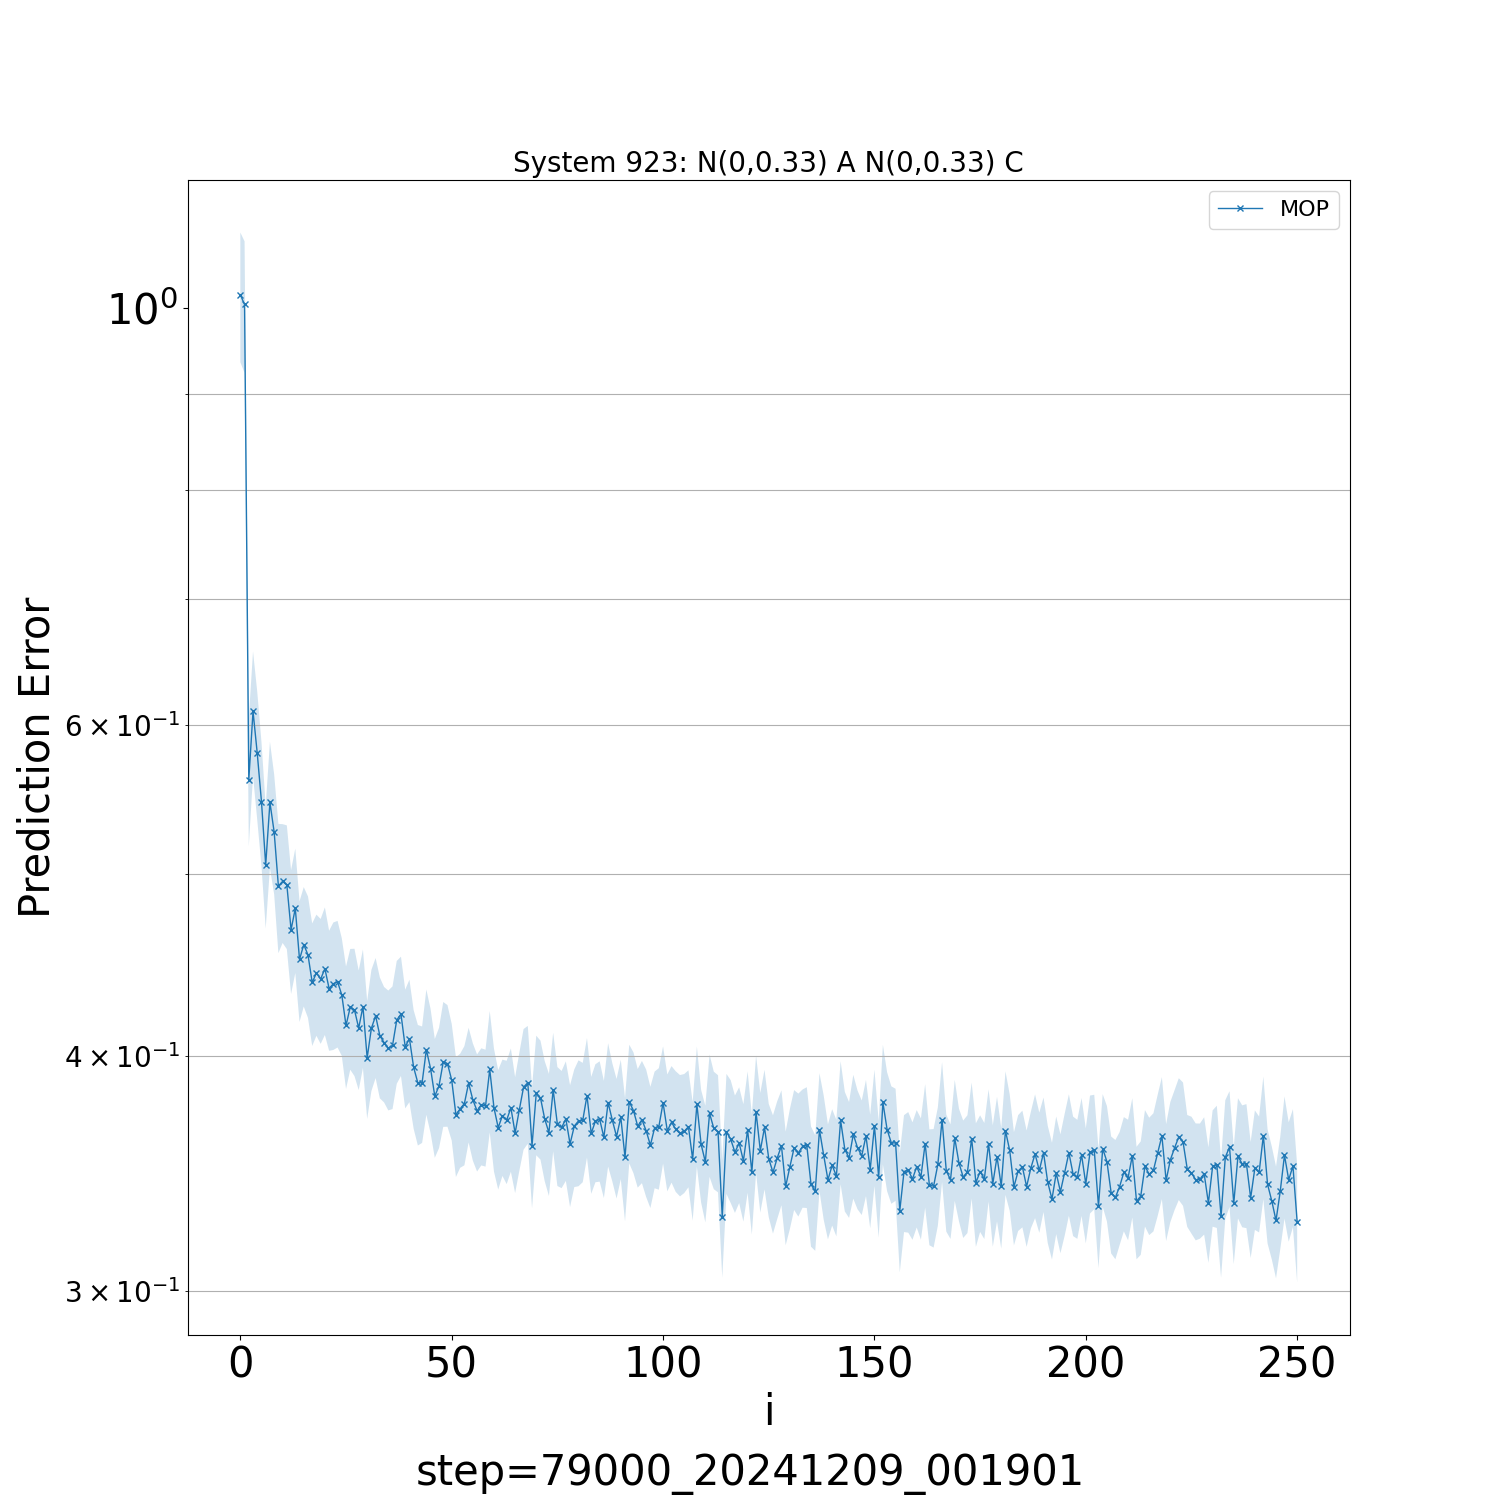 System 923: N(0,0.33) A N(0,0.33) C
MOP
10⁰
6 × 10⁻¹
4 × 10⁻¹
3 × 10⁻¹
Prediction Error
0 50 100 150 200 250
i
step=79000_20241209_001901